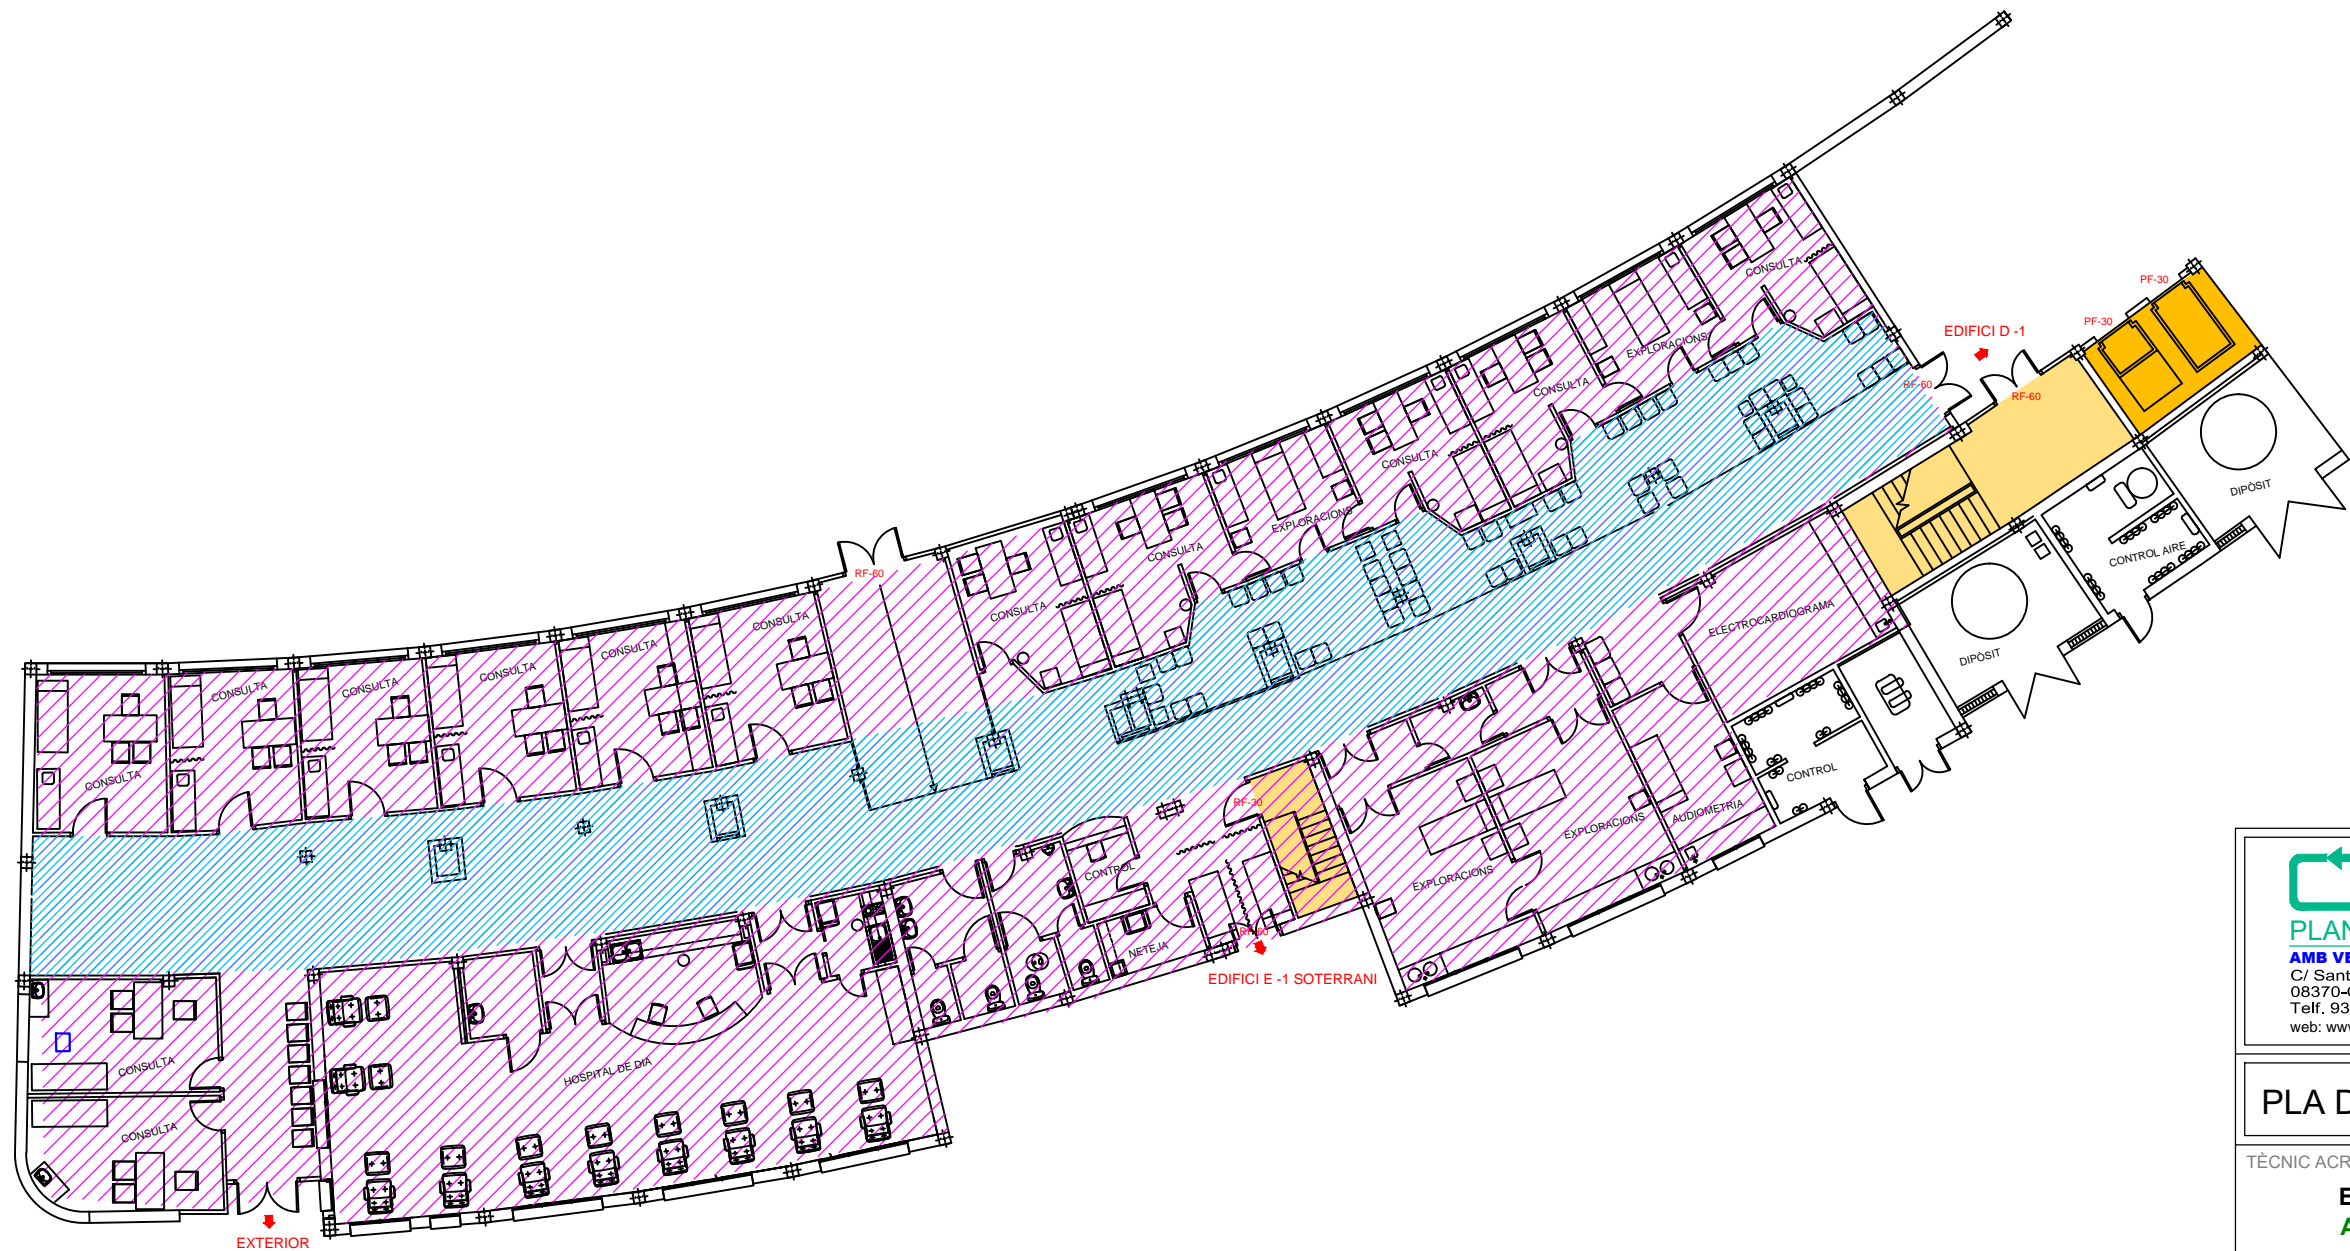 CONSULTA
PF-30
EDIFICI D -1
PF-30
EXPLORACIONS
RF-60
CONSULTA
RF-60
CONSULTA
DIPÒSIT
EXPLORACIONS
CONSULTA
CONTROL AIRE
RF-60
CONSULTA
ELECTROCARDIOGRAMA
CONSULTA
CONSULTA
DIPÒSIT
CONSULTA
CONSULTA
CONSULTA
CONSULTA
CONSULTA
CONTROL
RF-30
AUDIOMETRIA
EXPLORACIONS
CONTROL
EXPLORACIONS
RF-60
NETEJA
EDIFICI E -1 SOTERRANI
CONSULTA
HOSPITAL DE DIA
CONSULTA
EXTERIOR
PLAN
AMB VE
C/ Sant
08370-
Telf. 93
web: ww
PLA D
TÈCNIC ACR
E
A